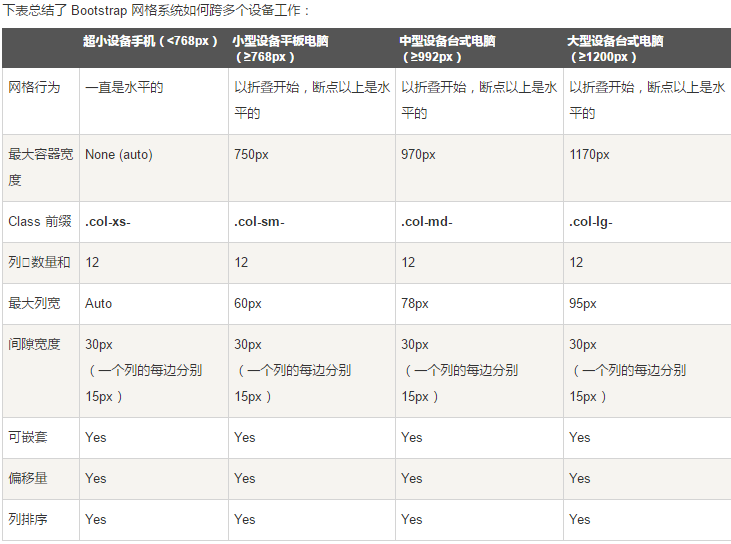 下表总结了 Bootstrap 网格系统如何跨多个设备工作：
超小设备手机（<768px） 小型设备平板电脑（≥768px） 中型设备台式电脑（≥992px） 大型设备台式电脑（≥1200px）
网格行为 一直是水平的 以折叠开始，断点以上是水平的 以折叠开始，断点以上是水平的 以折叠开始，断点以上是水平的
最大容器宽度 None (auto) 750px 970px 1170px
Class 前缀 .col-xs- .col-sm- .col-md- .col-lg-
列数量和 12 12 12 12
最大列宽 Auto 60px 78px 95px
间隙宽度 30px（一个列的每边分别 15px） 30px（一个列的每边分别 15px） 30px（一个列的每边分别 15px） 30px（一个列的每边分别 15px）
可嵌套 Yes Yes Yes Yes
偏移量 Yes Yes Yes Yes
列排序 Yes Yes Yes Yes